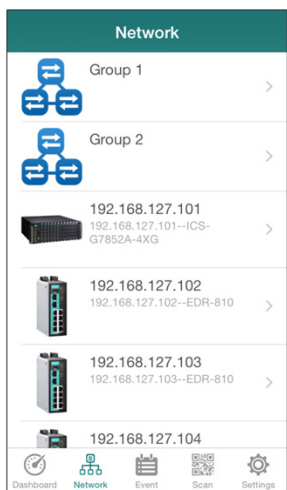 Network
Group 1
Group 2
192.168.127.101
192.168.127.101--ICS-
G7852A-4XG
192.168.127.102
192.168.127.102--EDR-810
192.168.127.103
192.168.127.103--EDR-810
192.168.127.104
Dashboard Network Event Scan Settings